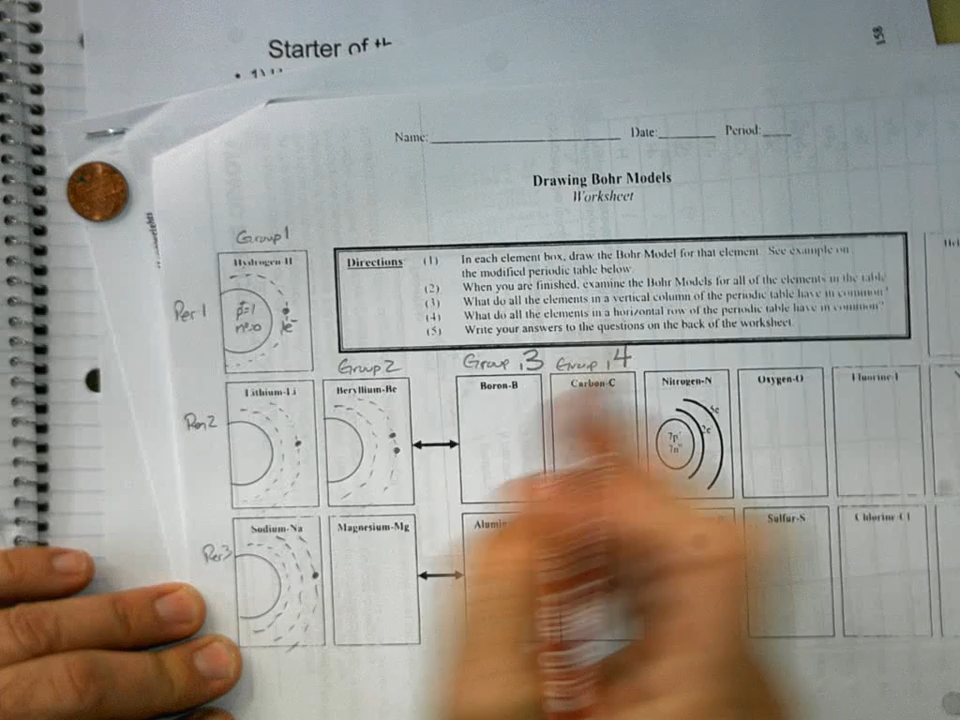 Starter of th
158
Name: Date: Period:
Drawing Bohr Models
Worksheet
Group 1
Hydrogen-H
Directions
(1) In each element box, draw the Bohr Model for that element. See example on
the modified periodic table below.
(2) When you are finished, examine the Bohr Models for all of the elements in the table
(3) What do all the elements in a vertical column of the periodic table have in common?
(4) What do all the elements in a horizontal row of the periodic table have in common?
(5) Write your answers to the questions on the back of the worksheet.
Hel
Per 1
p=1
n=0
1e-
Group 2 Group 3 Group 4
Per 2
Lithium-Li Beryllium-Be Boron-B Carbon-C Nitrogen-N Oxygen-O Fluorine-F
5e
2e
7p+
7n°
Per 3
Sodium-Na Magnesium-Mg Alumin Sulfur-S Chlorine-Cl